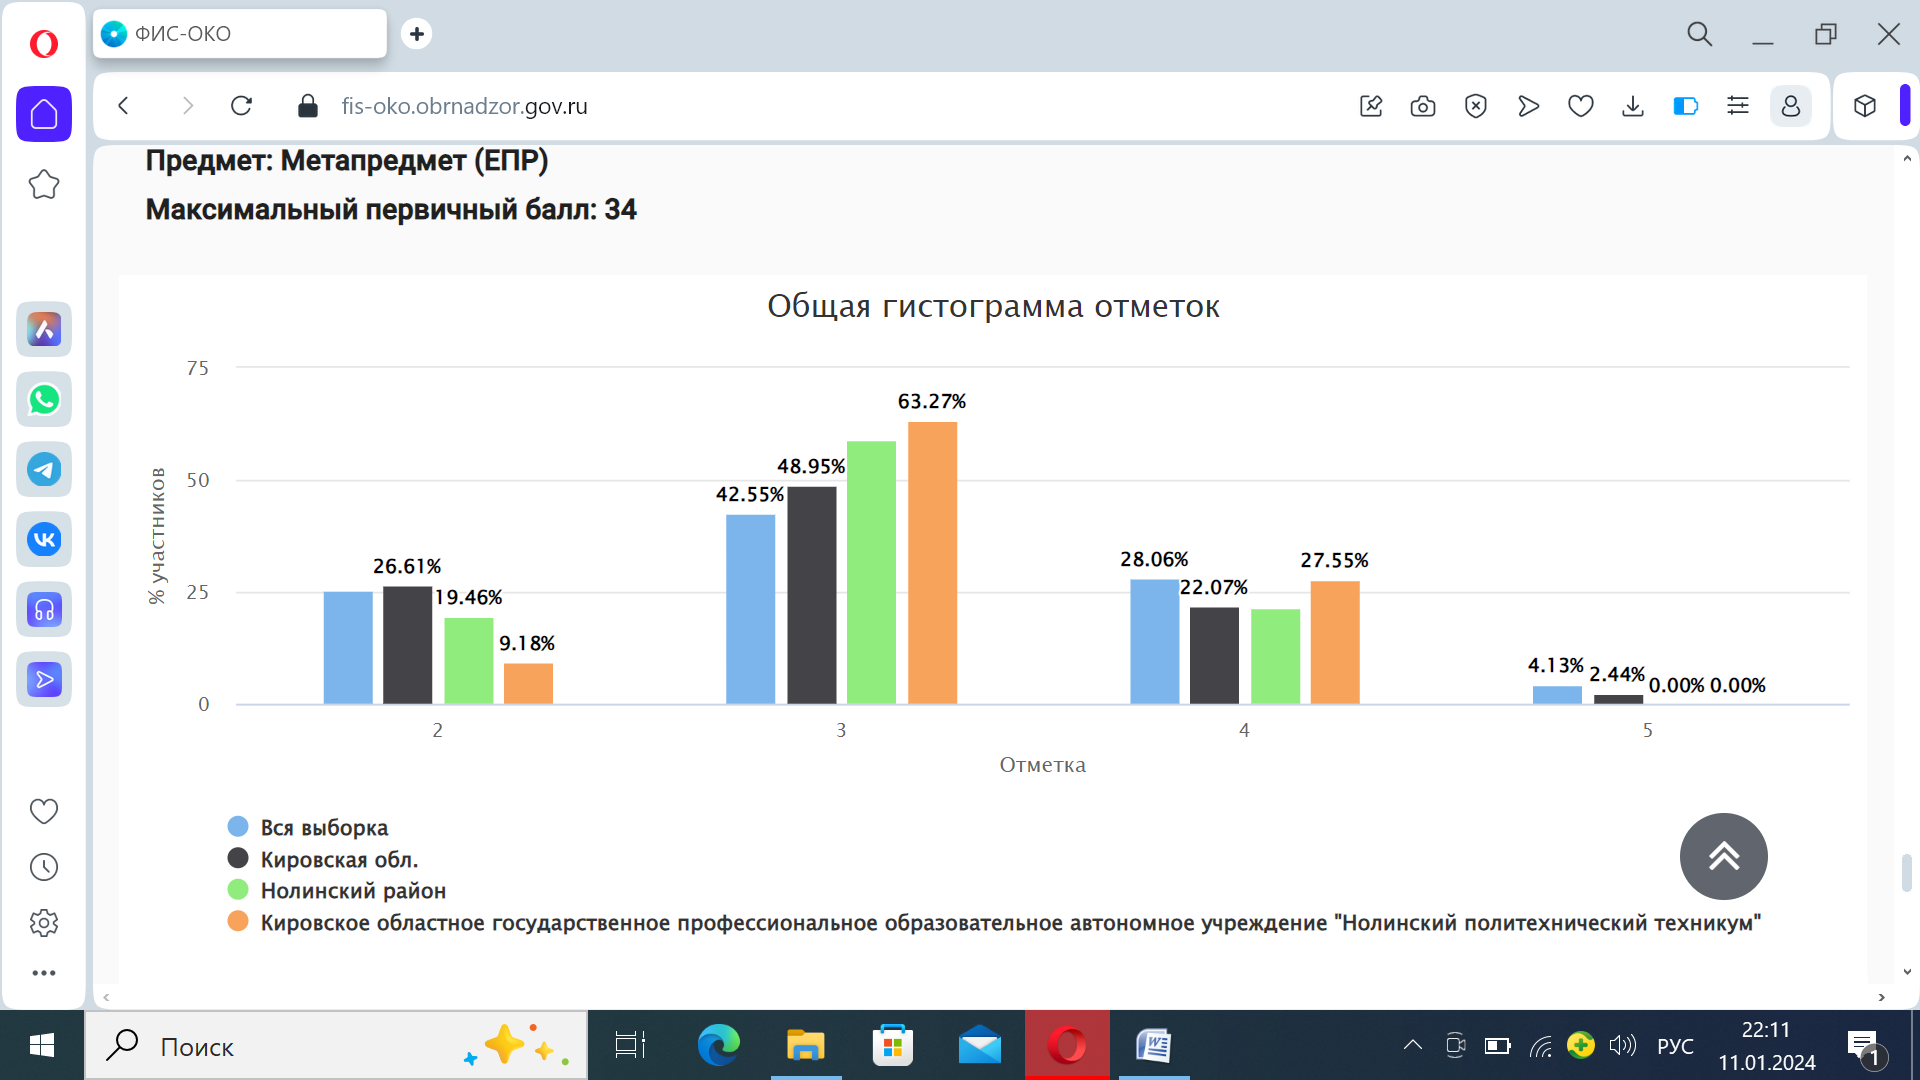 ФИС-ОКО
fis-oko.obrnadzor.gov.ru
Предмет: Метапредмет (ЕПР)
Максимальный первичный балл: 34
Общая гистограмма отметок
75
50
25
0
% участников
26.61%
19.46%
9.18%
42.55%
48.95%
63.27%
28.06%
22.07%
27.55%
4.13%
2.44%
0.00%
0.00%
2
3
4
5
Отметка
Вся выборка
Кировская обл.
Нолинский район
Кировское областное государственное профессиональное образовательное автономное учреждение "Нолинский политехнический техникум"
Поиск
РУС
22:11
11.01.2024
1